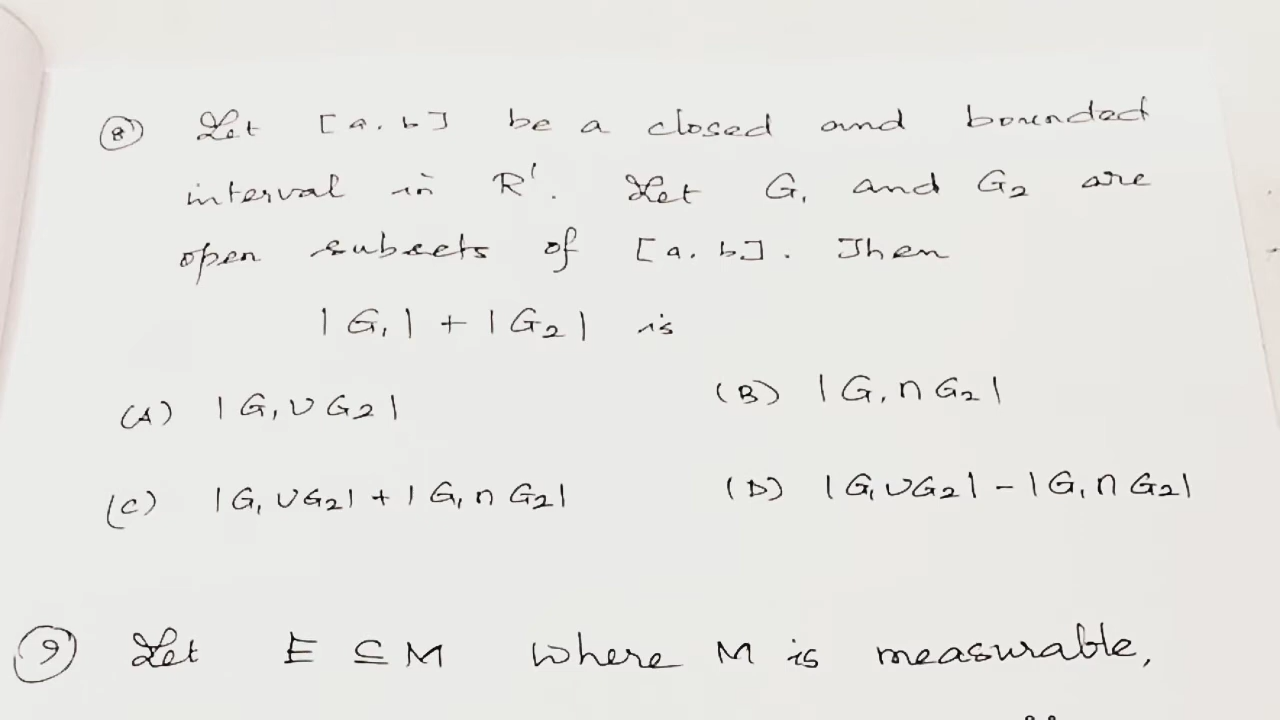 (8) Let [a, b] be a closed and bounded
interval in R'. Let G₁ and G₂ are
open subsets of [a, b]. Then
|G₁| + |G₂| is
(A) |G₁ ∪ G₂| (B) |G₁ ∩ G₂|
(C) |G₁ ∪ G₂| + |G₁ ∩ G₂| (D) |G₁ ∪ G₂| - |G₁ ∩ G₂|
(9) Let E ⊆ M where M is measurable,